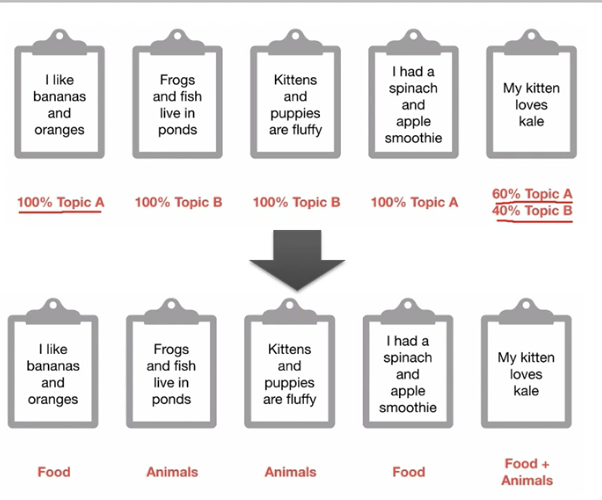 I like
bananas
and
oranges
Frogs
and fish
live in
ponds
Kittens
and
puppies
are fluffy
I had a
spinach
and
apple
smoothie
My kitten
loves
kale
100% Topic A
100% Topic B
100% Topic B
100% Topic A
60% Topic A
40% Topic B
I like
bananas
and
oranges
Frogs
and fish
live in
ponds
Kittens
and
puppies
are fluffy
I had a
spinach
and
apple
smoothie
My kitten
loves
kale
Food
Animals
Animals
Food
Food +
Animals